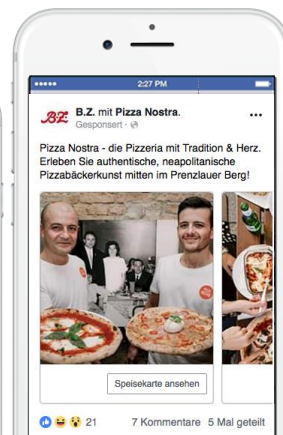 2:27 PM
B.Z.
B.Z. mit Pizza Nostra.
Gesponsert ·
Pizza Nostra - die Pizzeria mit Tradition & Herz.
Erleben Sie authentische, neapolitanische
Pizzabäckerkunst mitten im Prenzlauer Berg!
Speisekarte ansehen
21 7 Kommentare 5 Mal geteilt